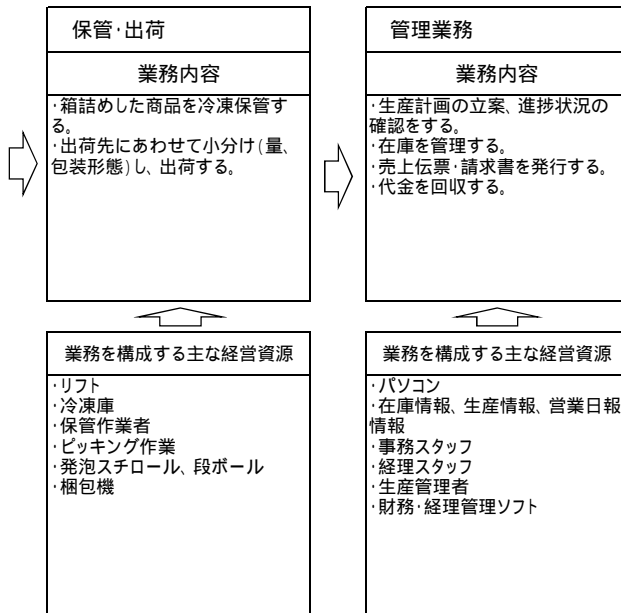 保管・出荷
業務内容
・箱詰めした商品を冷凍保管す
る。
・出荷先にあわせて小分け(量、
包装形態)し、出荷する。
業務を構成する主な経営資源
・リフト
・冷凍庫
・保管作業者
・ピッキング作業
・発泡スチロール、段ボール
・梱包機
管理業務
業務内容
・生産計画の立案、進捗状況の
確認をする。
・在庫を管理する。
・売上伝票・請求書を発行する。
・代金を回収する。
業務を構成する主な経営資源
・パソコン
・在庫情報、生産情報、営業日報
情報
・事務スタッフ
・経理スタッフ
・生産管理者
・財務・経理管理ソフト